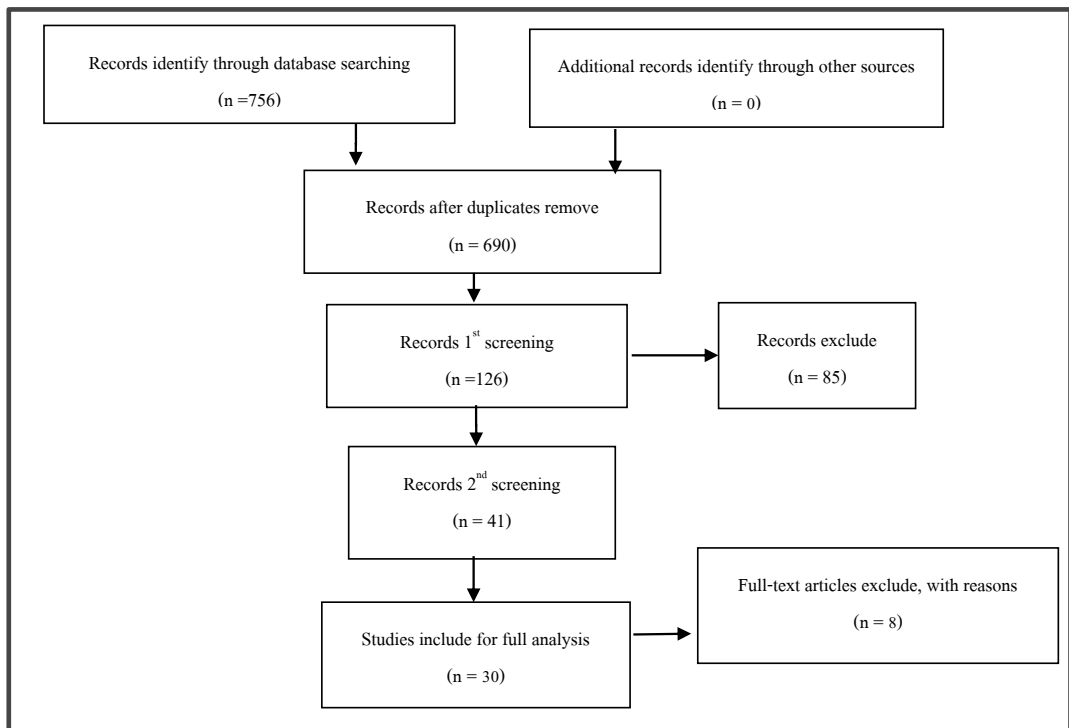 Records identify through database searching
(n =756)
Additional records identify through other sources
(n = 0)
Records after duplicates remove
(n = 690)
Records 1st screening
(n =126)
Records exclude
(n = 85)
Records 2nd screening
(n = 41)
Full-text articles exclude, with reasons
(n = 8)
Studies include for full analysis
(n = 30)